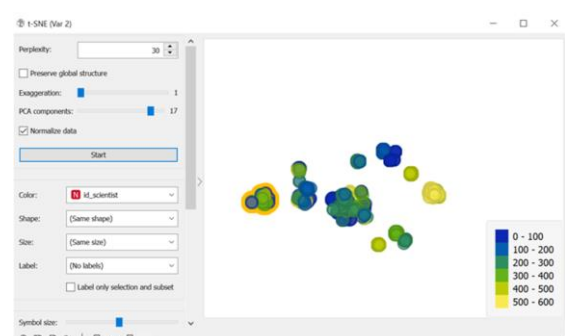 t-SNE (Var 2)
Perplexity: 30
Preserve global structure
Exaggeration: 1
PCA components: 17
Normalize data
Start
Color: N id_scientist
Shape: (Same shape)
Size: (Same size)
Label: (No labels)
Label only selection and subset
Symbol size:
0 - 100
100 - 200
200 - 300
300 - 400
400 - 500
500 - 600